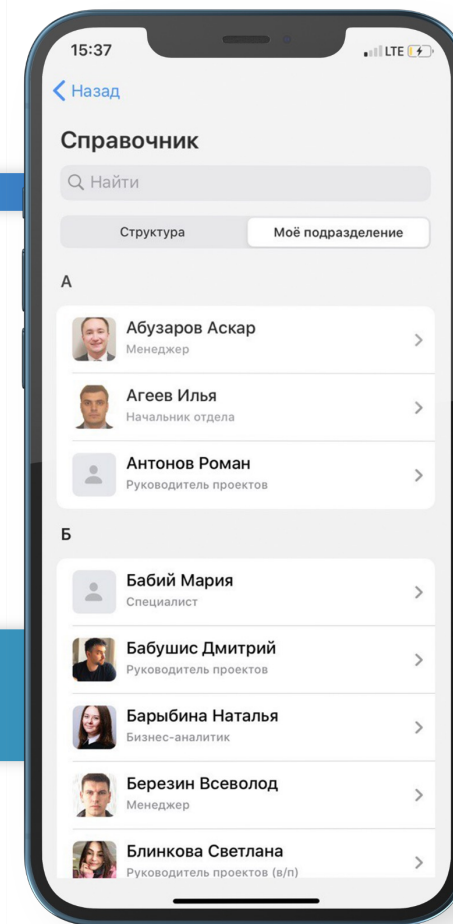 15:37
LTE
Назад
Справочник
Найти
Структура
Моё подразделение
А
Абузаров Аскар
Менеджер
Агеев Илья
Начальник отдела
Антонов Роман
Руководитель проектов
Б
Бабий Мария
Специалист
Бабушис Дмитрий
Руководитель проектов
Барыбина Наталья
Бизнес-аналитик
Березин Всеволод
Менеджер
Блинкова Светлана
Руководитель проектов (в/п)